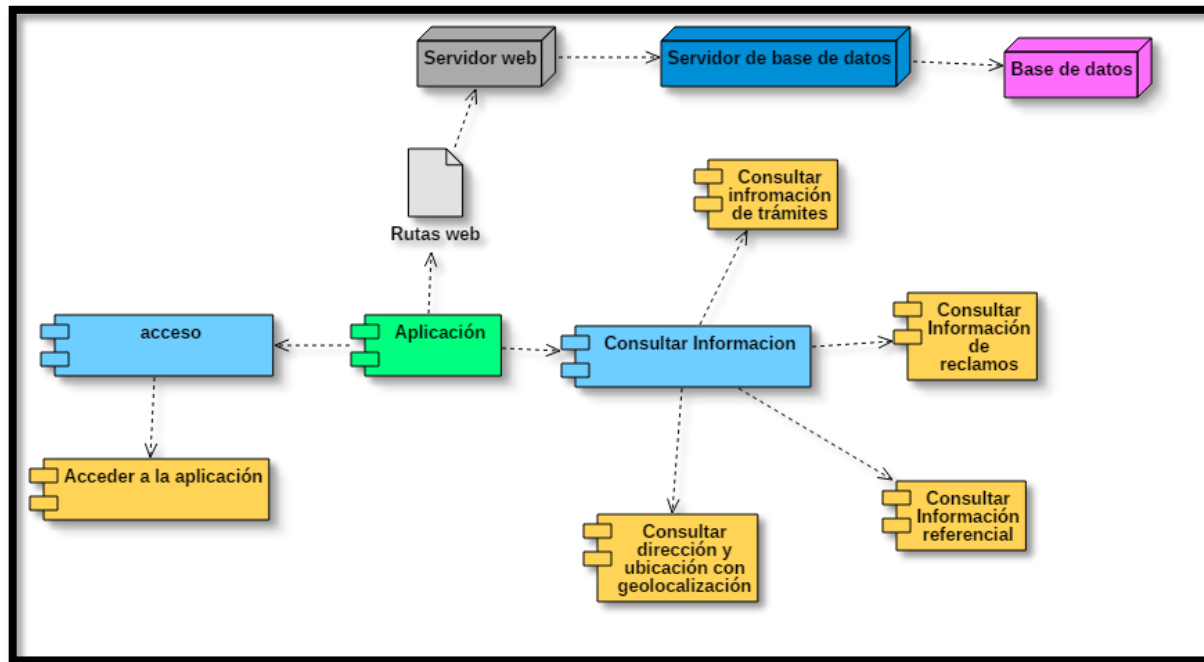 Servidor web
Servidor de base de datos
Base de datos
Rutas web
Consultar
infromación
de trámites
acceso
Aplicación
Consultar Informacion
Consultar
Información
de
reclamos
Acceder a la aplicación
Consultar
dirección y
ubicación con
geolocalización
Consultar
Información
referencial